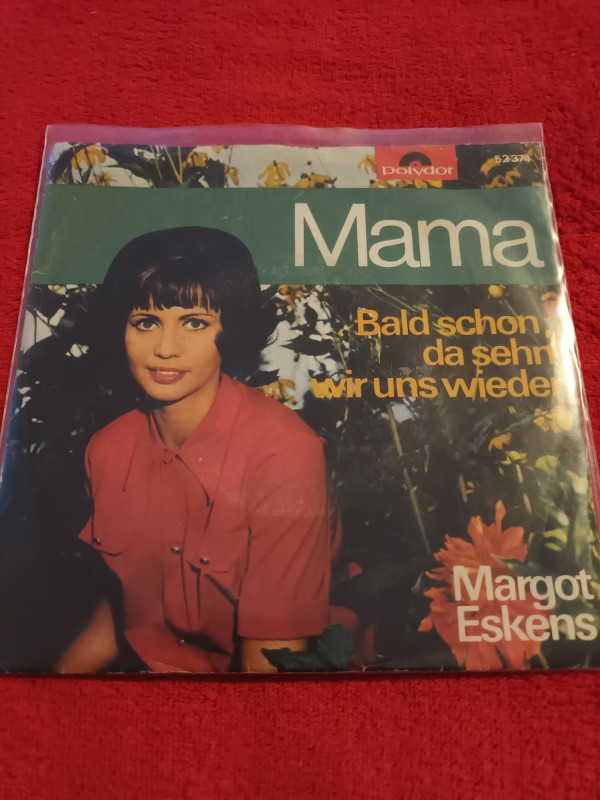 polydor
52 374
Mama
Bald schon
da sehn
wir uns wieder
Margot
Eskens